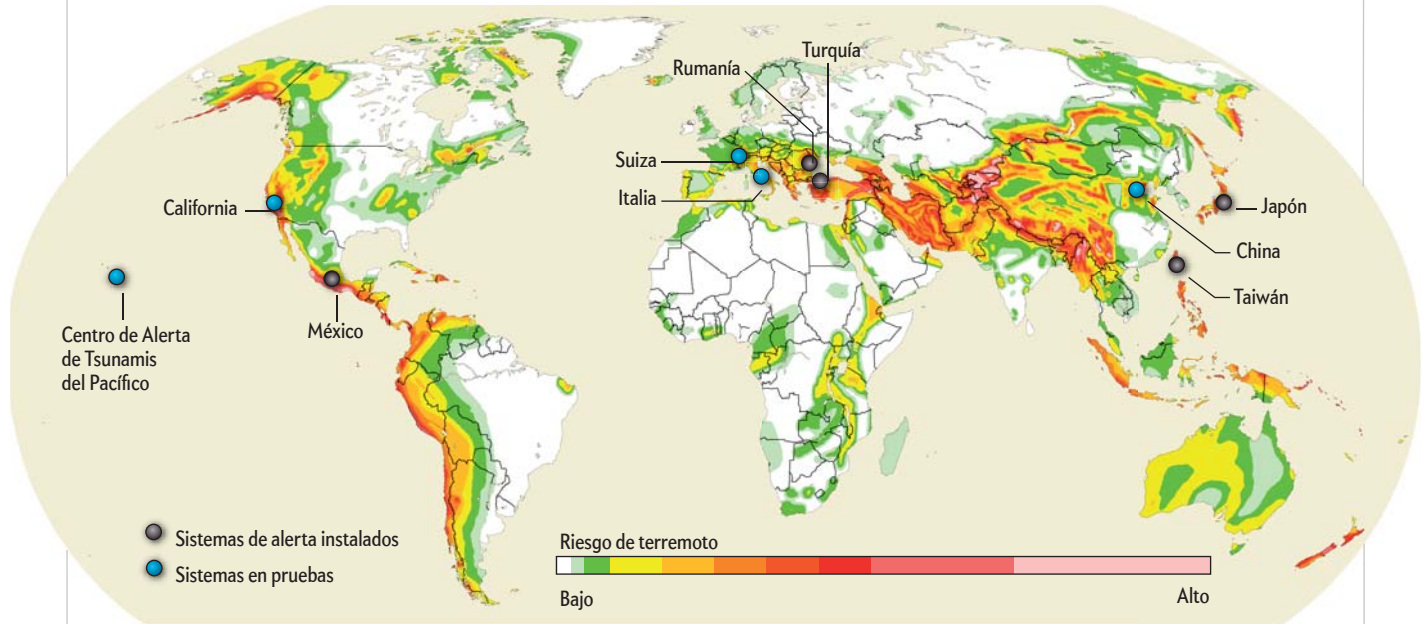 Turquía
Rumanía
Suiza
Italia
California
Japón
China
Taiwán
México
Centro de Alerta
de Tsunamis
del Pacífico
Sistemas de alerta instalados
Sistemas en pruebas
Riesgo de terremoto
Bajo
Alto